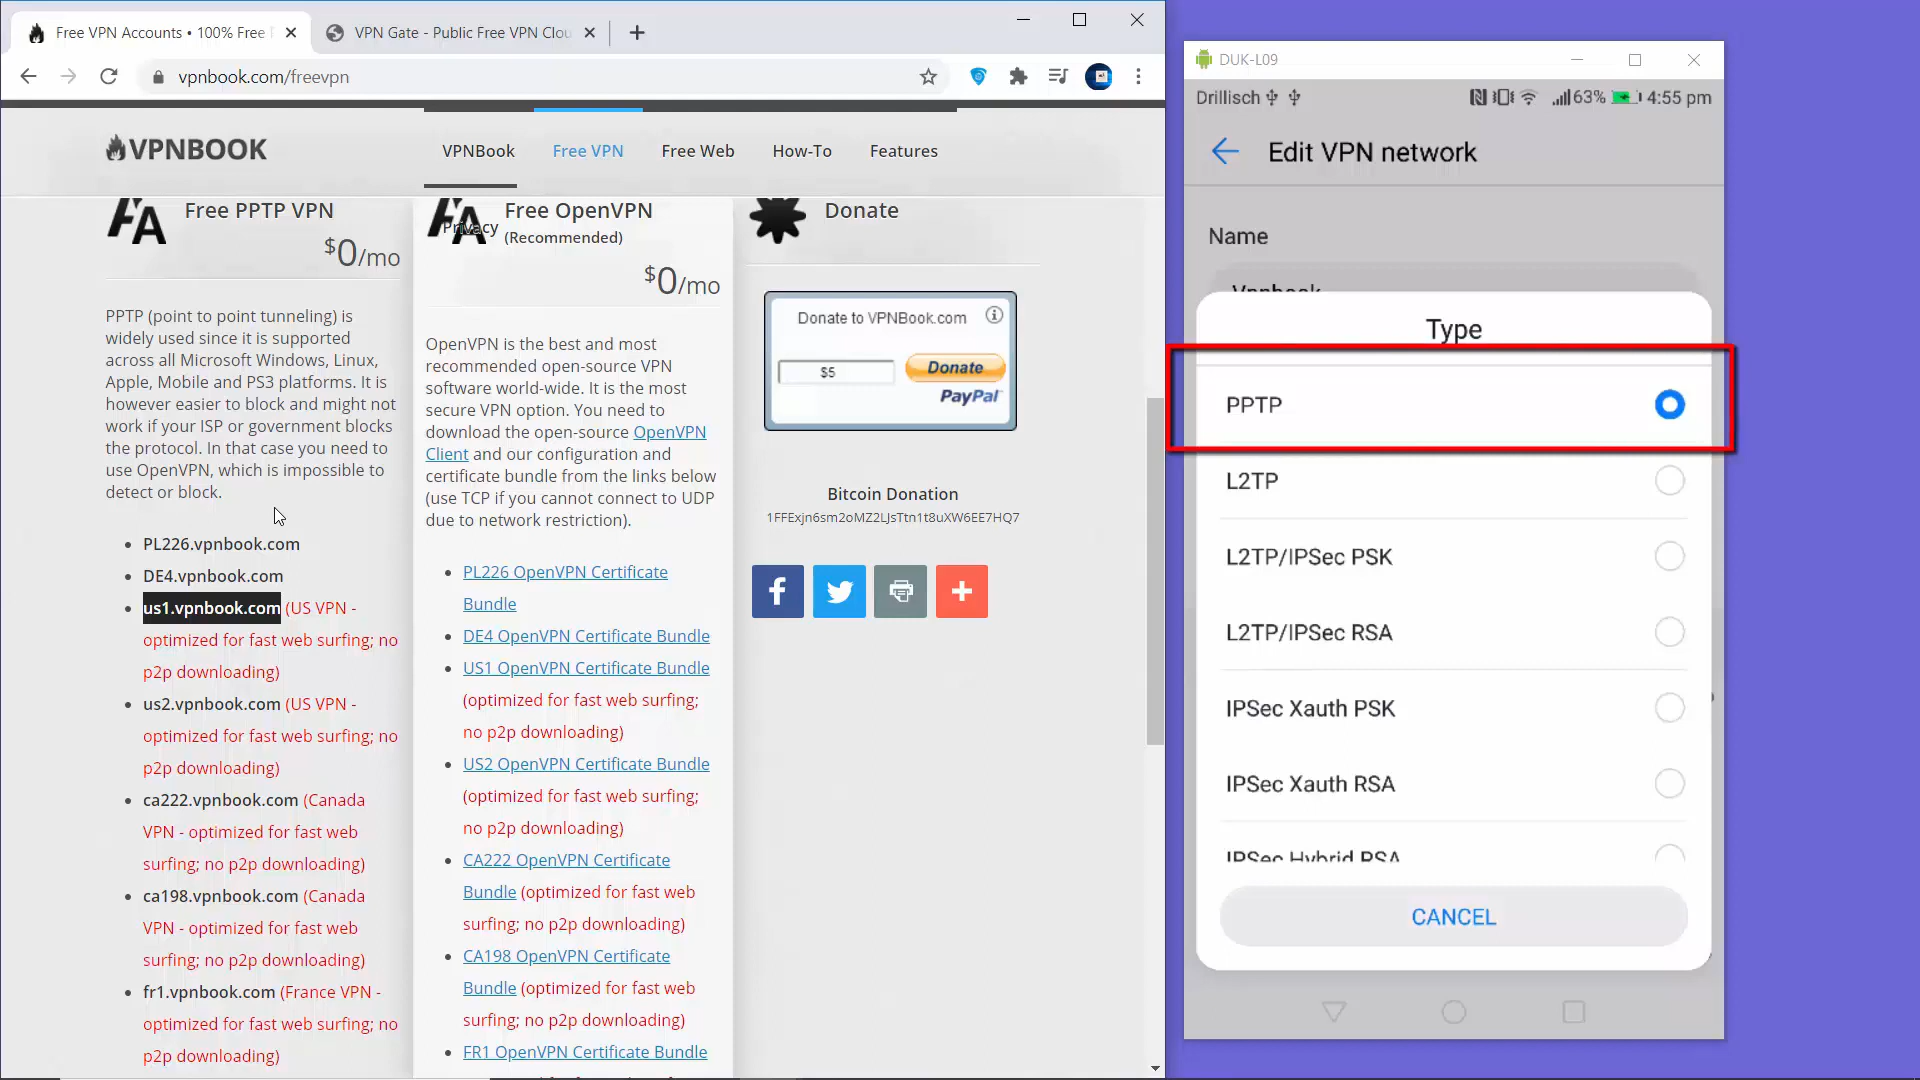 Free VPN Accounts • 100% Free
VPN Gate - Public Free VPN Clou
vpnbook.com/freevpn
VPNBOOK
VPNBook
Free VPN
Free Web
How-To
Features
Free PPTP VPN
$0/mo
PPTP (point to point tunneling) is
widely used since it is supported
across all Microsoft Windows, Linux,
Apple, Mobile and PS3 platforms. It is
however easier to block and might not
work if your ISP or government blocks
the protocol. In that case you need to
use OpenVPN, which is impossible to
detect or block.
PL226.vpnbook.com
DE4.vpnbook.com
us1.vpnbook.com (US VPN -
optimized for fast web surfing; no
p2p downloading)
us2.vpnbook.com (US VPN -
optimized for fast web surfing; no
p2p downloading)
ca222.vpnbook.com (Canada
VPN - optimized for fast web
surfing; no p2p downloading)
ca198.vpnbook.com (Canada
VPN - optimized for fast web
surfing; no p2p downloading)
fr1.vpnbook.com (France VPN -
optimized for fast web surfing; no
p2p downloading)
Privacy
Free OpenVPN
(Recommended)
$0/mo
OpenVPN is the best and most
recommended open-source VPN
software world-wide. It is the most
secure VPN option. You need to
download the open-source OpenVPN
Client and our configuration and
certificate bundle from the links below
(use TCP if you cannot connect to UDP
due to network restriction).
PL226 OpenVPN Certificate
Bundle
DE4 OpenVPN Certificate Bundle
US1 OpenVPN Certificate Bundle
(optimized for fast web surfing;
no p2p downloading)
US2 OpenVPN Certificate Bundle
(optimized for fast web surfing;
no p2p downloading)
CA222 OpenVPN Certificate
Bundle (optimized for fast web
surfing; no p2p downloading)
CA198 OpenVPN Certificate
Bundle (optimized for fast web
surfing; no p2p downloading)
FR1 OpenVPN Certificate Bundle
Donate
Donate to VPNBook.com
$5
Donate
PayPal
Bitcoin Donation
1FFExjn6sm2oMZ2LJsTtn1t8uXW6EE7HQ7
DUK-L09
Drillisch
63%
4:55 pm
Edit VPN network
Name
Vpnbook
Type
PPTP
L2TP
L2TP/IPSec PSK
L2TP/IPSec RSA
IPSec Xauth PSK
IPSec Xauth RSA
IPSec Hybrid RSA
CANCEL